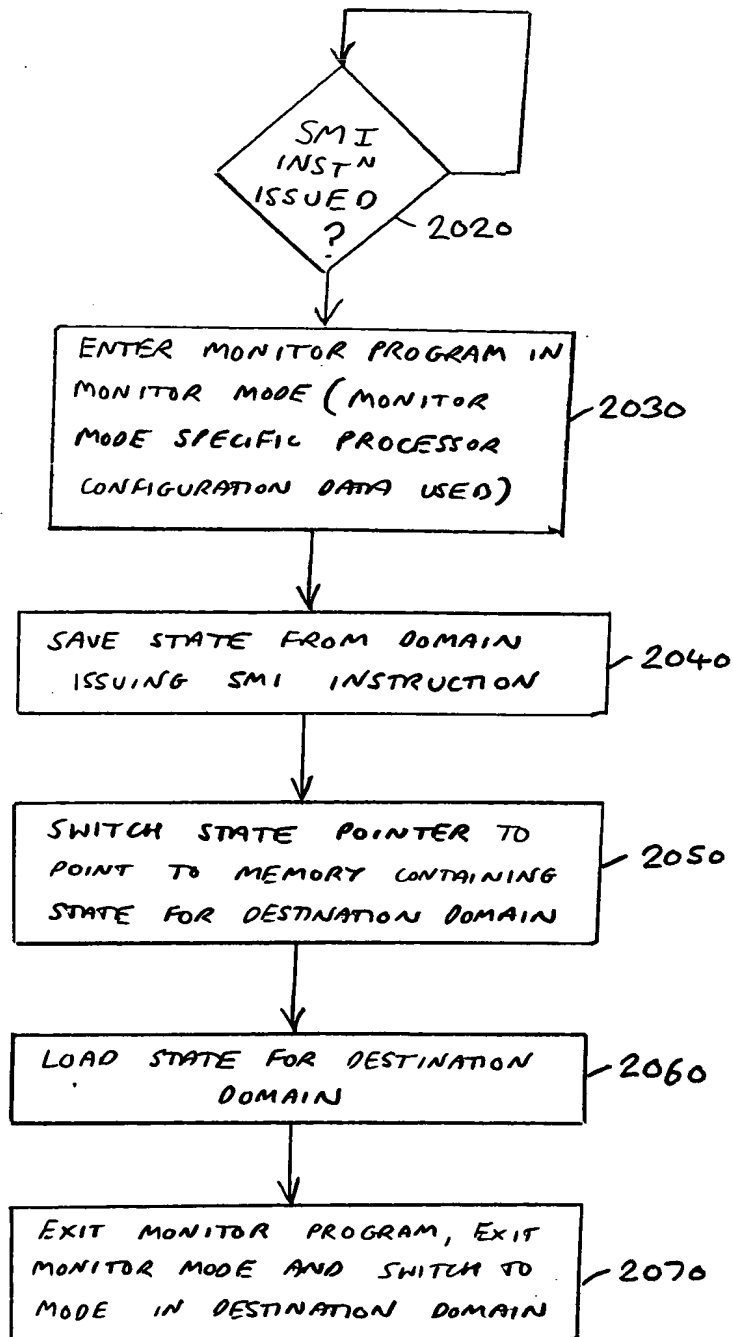 SMI
INSTN
ISSUED
?
2020
ENTER MONITOR PROGRAM IN
MONITOR MODE (MONITOR
MODE SPECIFIC PROCESSOR
CONFIGURATION DATA USED)
2030
SAVE STATE FROM DOMAIN
ISSUING SMI INSTRUCTION
2040
SWITCH STATE POINTER TO
POINT TO MEMORY CONTAINING
STATE FOR DESTINATION DOMAIN
2050
LOAD STATE FOR DESTINATION
DOMAIN
2060
EXIT MONITOR PROGRAM, EXIT
MONITOR MODE AND SWITCH TO
MODE IN DESTINATION DOMAIN
2070